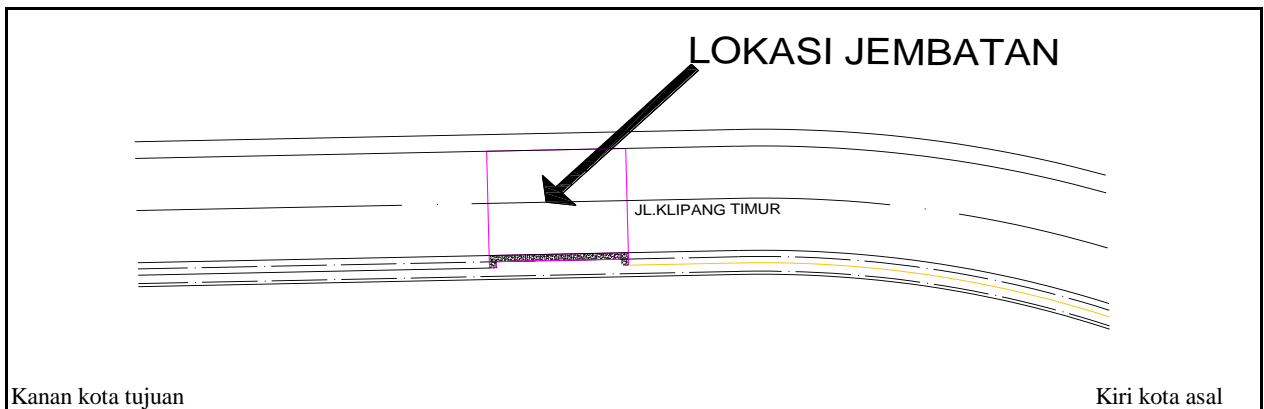 LOKASI JEMBATAN
JL.KLIPANG TIMUR
Kanan kota tujuan
Kiri kota asal